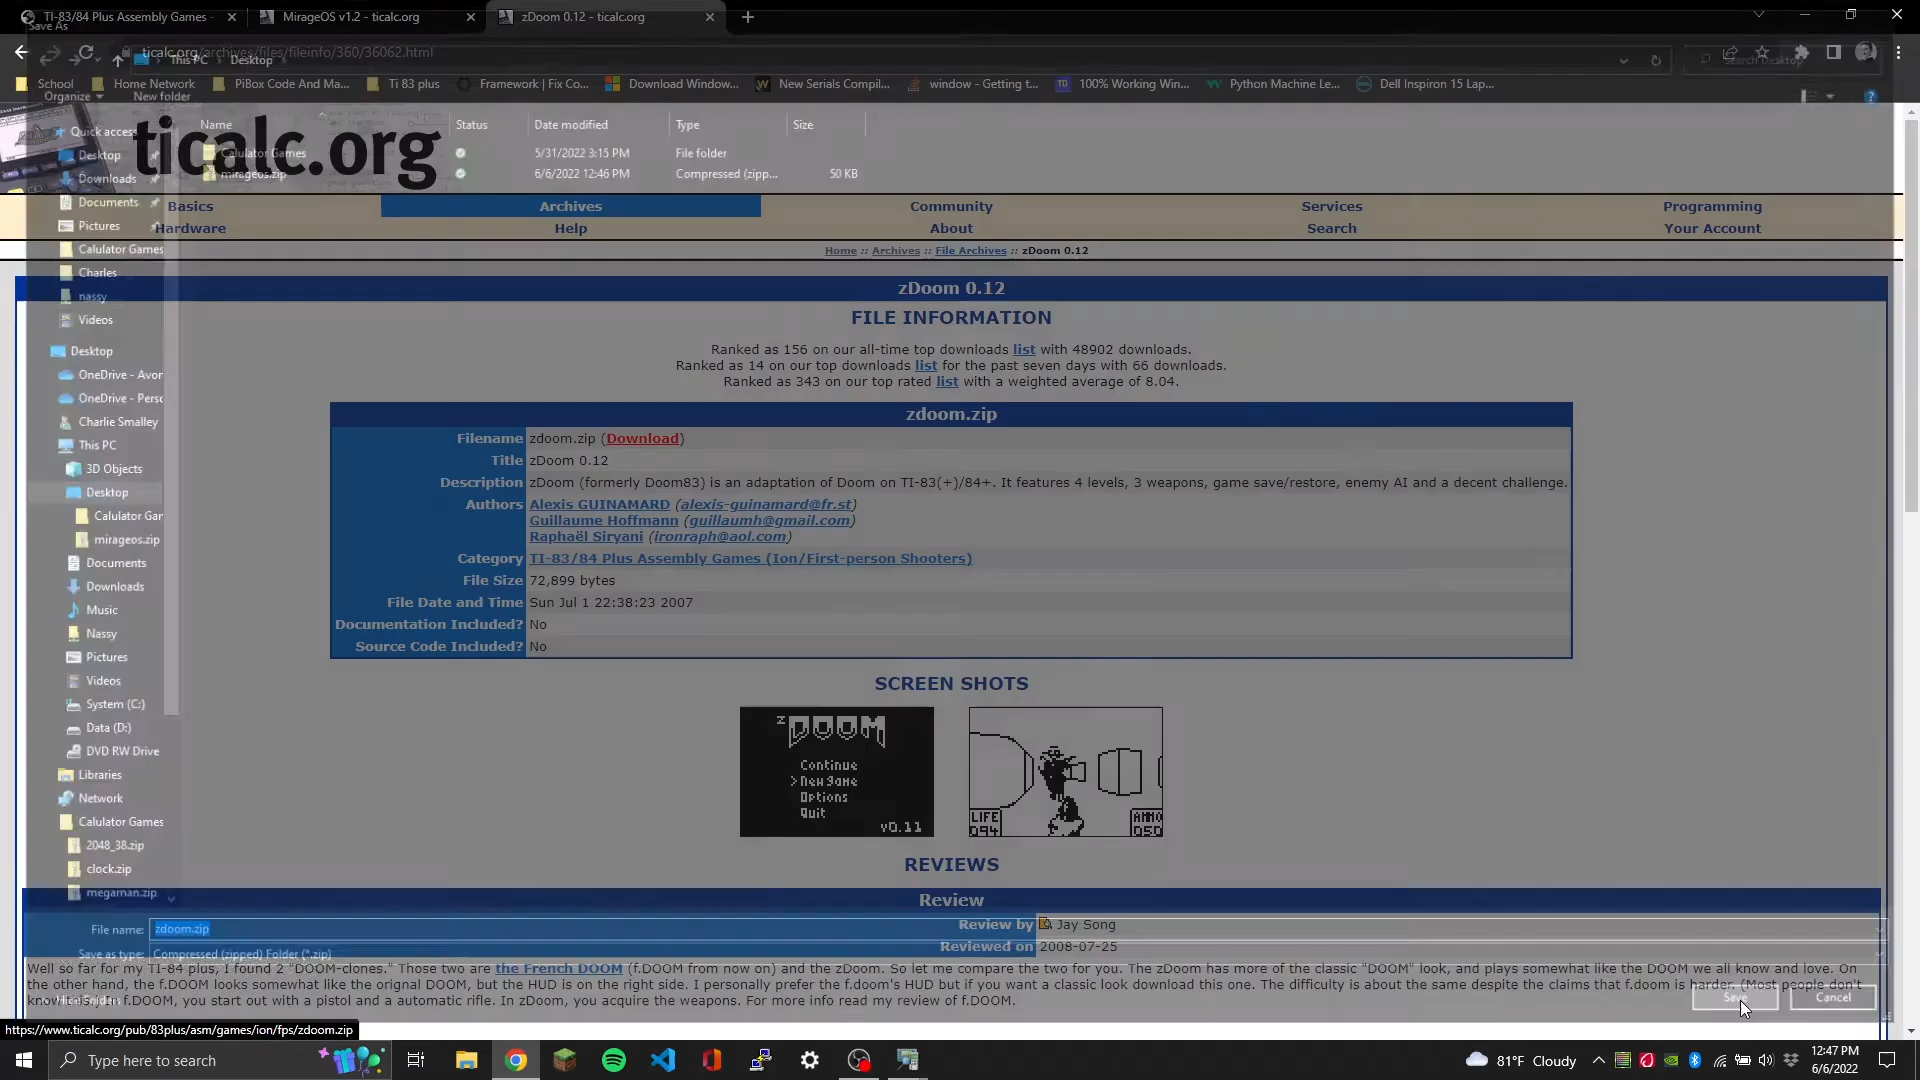 TI-83/84 Plus Assembly Games -
MirageOS v1.2 - ticalc.org
zDoom 0.12 - ticalc.org
Save As
ticalc.org/archives/files/fileinfo/360/36062.html
This PC
Desktop
Search Desktop
School
Home Network
PiBox Code And Ma...
Ti 83 plus
Framework | Fix Co...
Download Window...
New Serials Compil...
window - Getting t...
100% Working Win...
Python Machine Le...
Dell Inspiron 15 Lap...
Organize
New folder
ticalc.org
Name
Status
Date modified
Type
Size
Calulator Games
5/31/2022 3:15 PM
File folder
mirageos.zip
6/6/2022 12:46 PM
Compressed (zipp...
50 KB
Quick access
Desktop
Downloads
Documents
Pictures
Calulator Games
Charles
nassy
Videos
Desktop
OneDrive - Avor
OneDrive - Perso
Charlie Smalley
This PC
3D Objects
Desktop
Calulator Gar
mirageos.zip
Documents
Downloads
Music
Nassy
Pictures
Videos
System (C:)
Data (D:)
DVD RW Drive
Libraries
Network
Calulator Games
2048_38.zip
clock.zip
megaman.zip
Basics
Archives
Community
Services
Programming
Hardware
Help
About
Search
Your Account
Home :: Archives :: File Archives :: zDoom 0.12
zDoom 0.12
FILE INFORMATION
Ranked as 156 on our all-time top downloads list with 48902 downloads.
Ranked as 14 on our top downloads list for the past seven days with 66 downloads.
Ranked as 343 on our top rated list with a weighted average of 8.04.
zdoom.zip
Filename zdoom.zip (Download)
Title zDoom 0.12
Description zDoom (formerly Doom83) is an adaptation of Doom on TI-83(+)/84+. It features 4 levels, 3 weapons, game save/restore, enemy AI and a decent challenge.
Authors Alexis GUINAMARD (alexis-guinamard@fr.st)
Guillaume Hoffmann (guillaumh@gmail.com)
Raphaël Siryani (ironraph@aol.com)
Category TI-83/84 Plus Assembly Games (Ion/First-person Shooters)
File Size 72,899 bytes
File Date and Time Sun Jul 1 22:38:23 2007
Documentation Included? No
Source Code Included? No
SCREEN SHOTS
zDOOM
Continue
>New game
Options
Quit
v0.11
LIFE
094
AMMO
050
REVIEWS
Review
Review by Jay Song
Reviewed on 2008-07-25
File name: zdoom.zip
Save as type: Compressed (zipped) Folder (*.zip)
Well so far for my TI-84 plus, I found 2 "DOOM-clones." Those two are the French DOOM (f.DOOM from now on) and the zDoom. So let me compare the two for you. The zDoom has more of the classic "DOOM" look, and plays somewhat like the DOOM we all know and love. On
the other hand, the f.DOOM looks somewhat like the orignal DOOM, but the HUD is on the right side. I personally prefer the f.doom's HUD but if you want a classic look download this one. The difficulty is about the same despite the claims that f.doom is harder. (Most people don't
know this)In f.DOOM, you start out with a pistol and a automatic rifle. In zDoom, you acquire the weapons. For more info read my review of f.DOOM.
Hide Folders
Save
Cancel
https://www.ticalc.org/pub/83plus/asm/games/ion/fps/zdoom.zip
Type here to search
81°F Cloudy
12:47 PM
6/6/2022